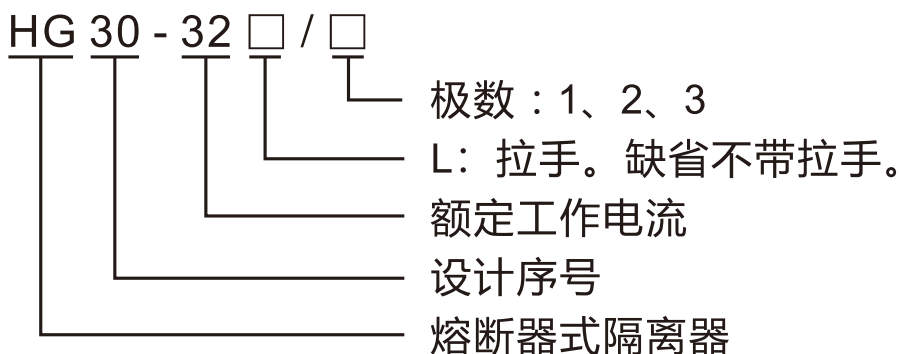 HG 30 - 32 □ / □
极数：1、2、3
L：拉手。缺省不带拉手。
额定工作电流
设计序号
熔断器式隔离器